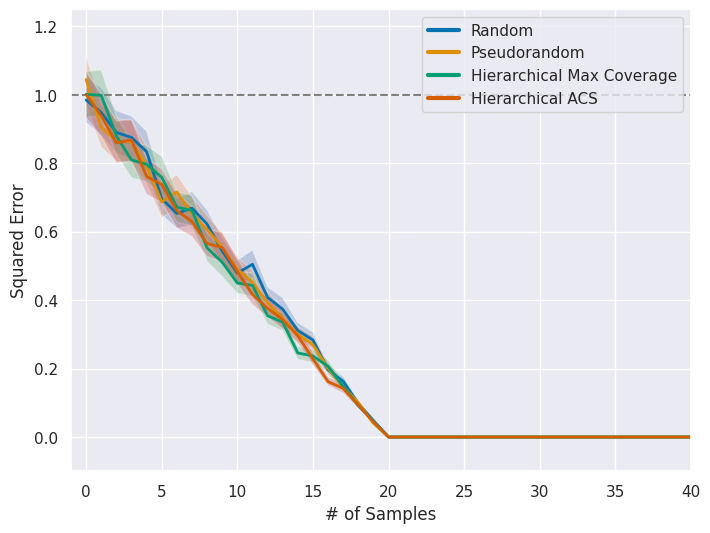 Random
Pseudorandom
Hierarchical Max Coverage
Hierarchical ACS
Squared Error
1.2
1.0
0.8
0.6
0.4
0.2
0.0
0 5 10 15 20 25 30 35 40
# of Samples